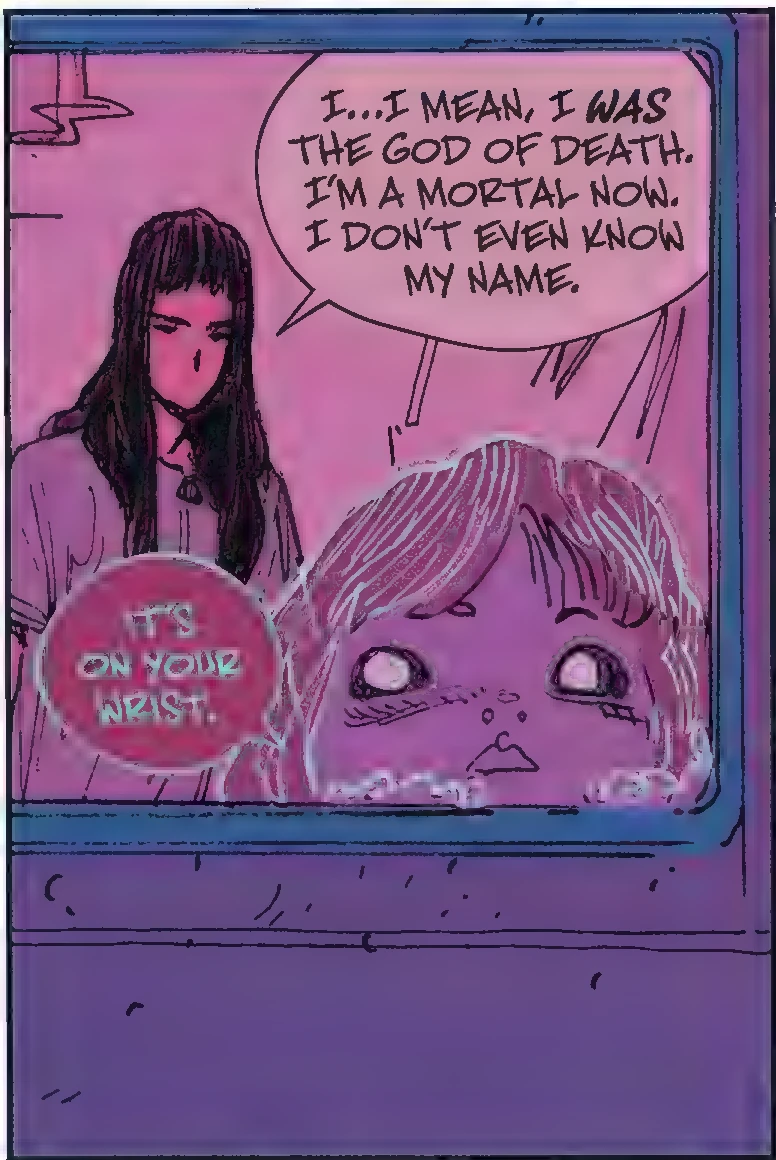 I...I MEAN, I WAS
THE GOD OF DEATH.
I'M A MORTAL NOW.
I DON'T EVEN KNOW
MY NAME.
IT'S
ON YOUR
WRIST.